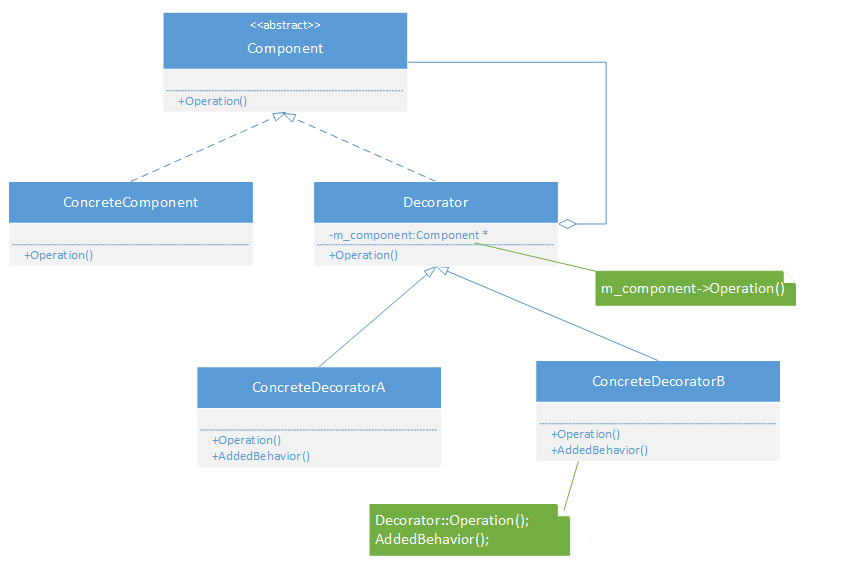 <<abstract>>
Component
+Operation()
ConcreteComponent
+Operation()
Decorator
-m_component:Component *
+Operation()
m_component->Operation()
ConcreteDecoratorA
+Operation()
+AddedBehavior()
ConcreteDecoratorB
+Operation()
+AddedBehavior()
Decorator::Operation();
AddedBehavior();